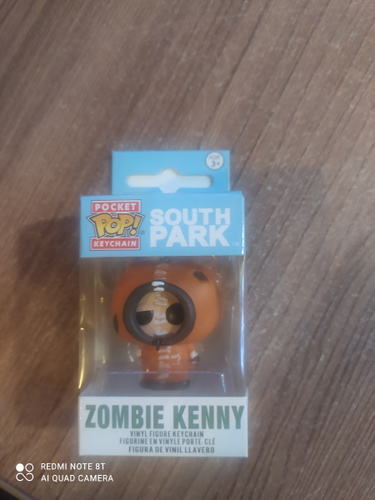 3+
POCKET
POP!
KEYCHAIN
SOUTH
PARK
ZOMBIE KENNY
VINYL FIGURE KEYCHAIN
FIGURINE EN VINYLE PORTE-CLÉ
FIGURA DE VINIL LLAVERO
REDMI NOTE 8T
AI QUAD CAMERA